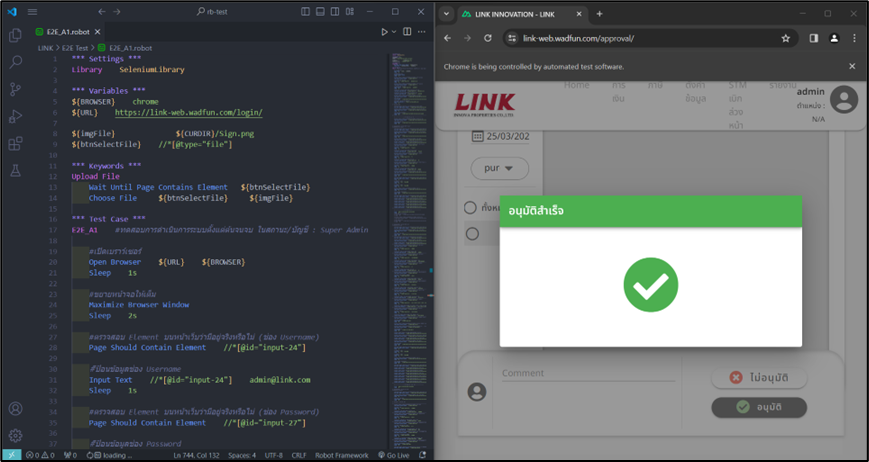 rb-test
E2E_A1.robot
LINK > E2E Test > E2E_A1.robot
1 *** Settings ***
2 Library SeleniumLibrary
3
4 *** Variables ***
5 ${BROWSER} chrome
6 ${URL} https://link-web.wadfun.com/login/
7
8 ${imgFile} ${CURDIR}/Sign.png
9 ${btnSelectFile} //*[@type="file"]
10
11 *** Keywords ***
12 Upload File
13 Wait Until Page Contains Element ${btnSelectFile}
14 Choose File ${btnSelectFile} ${imgFile}
15
16 *** Test Case ***
17 E2E_A1 #ทดสอบการดำเนินการระบบตั้งแต่ต้นจนจบ ในสถานะ/บัญชี : Super Admin
18
19 #เปิดเบราว์เซอร์
20 Open Browser ${URL} ${BROWSER}
21 Sleep 1s
22
23 #ขยายหน้าจอให้เต็ม
24 Maximize Browser Window
25 Sleep 2s
26
27 #ตรวจสอบ Element บนหน้าเว็บว่ามีอยู่จริงหรือไม่ (ช่อง Username)
28 Page Should Contain Element //*[@id="input-24"]
29
30 #ป้อนข้อมูลช่อง Username
31 Input Text //*[@id="input-24"] admin@link.com
32 Sleep 1s
33
34 #ตรวจสอบ Element บนหน้าเว็บว่ามีอยู่จริงหรือไม่ (ช่อง Password)
35 Page Should Contain Element //*[@id="input-27"]
36
37 #ป้อนข้อมูลช่อง Password
0 0 0 loading ... Ln 744, Col 132 Spaces: 4 UTF-8 CRLF Robot Framework Go Live
LINK INNOVATION - LINK
link-web.wadfun.com/approval/
Chrome is being controlled by automated test software.
LINK
Home
การเงิน
ภาษี
ข้อมูล
STM
เบิก
ล่วง
หน้า
รายงาน
admin
ตำแหน่ง :
N/A
25/03/202
pur
อนุมัติสำเร็จ
Comment
ไม่อนุมัติ
อนุมัติ